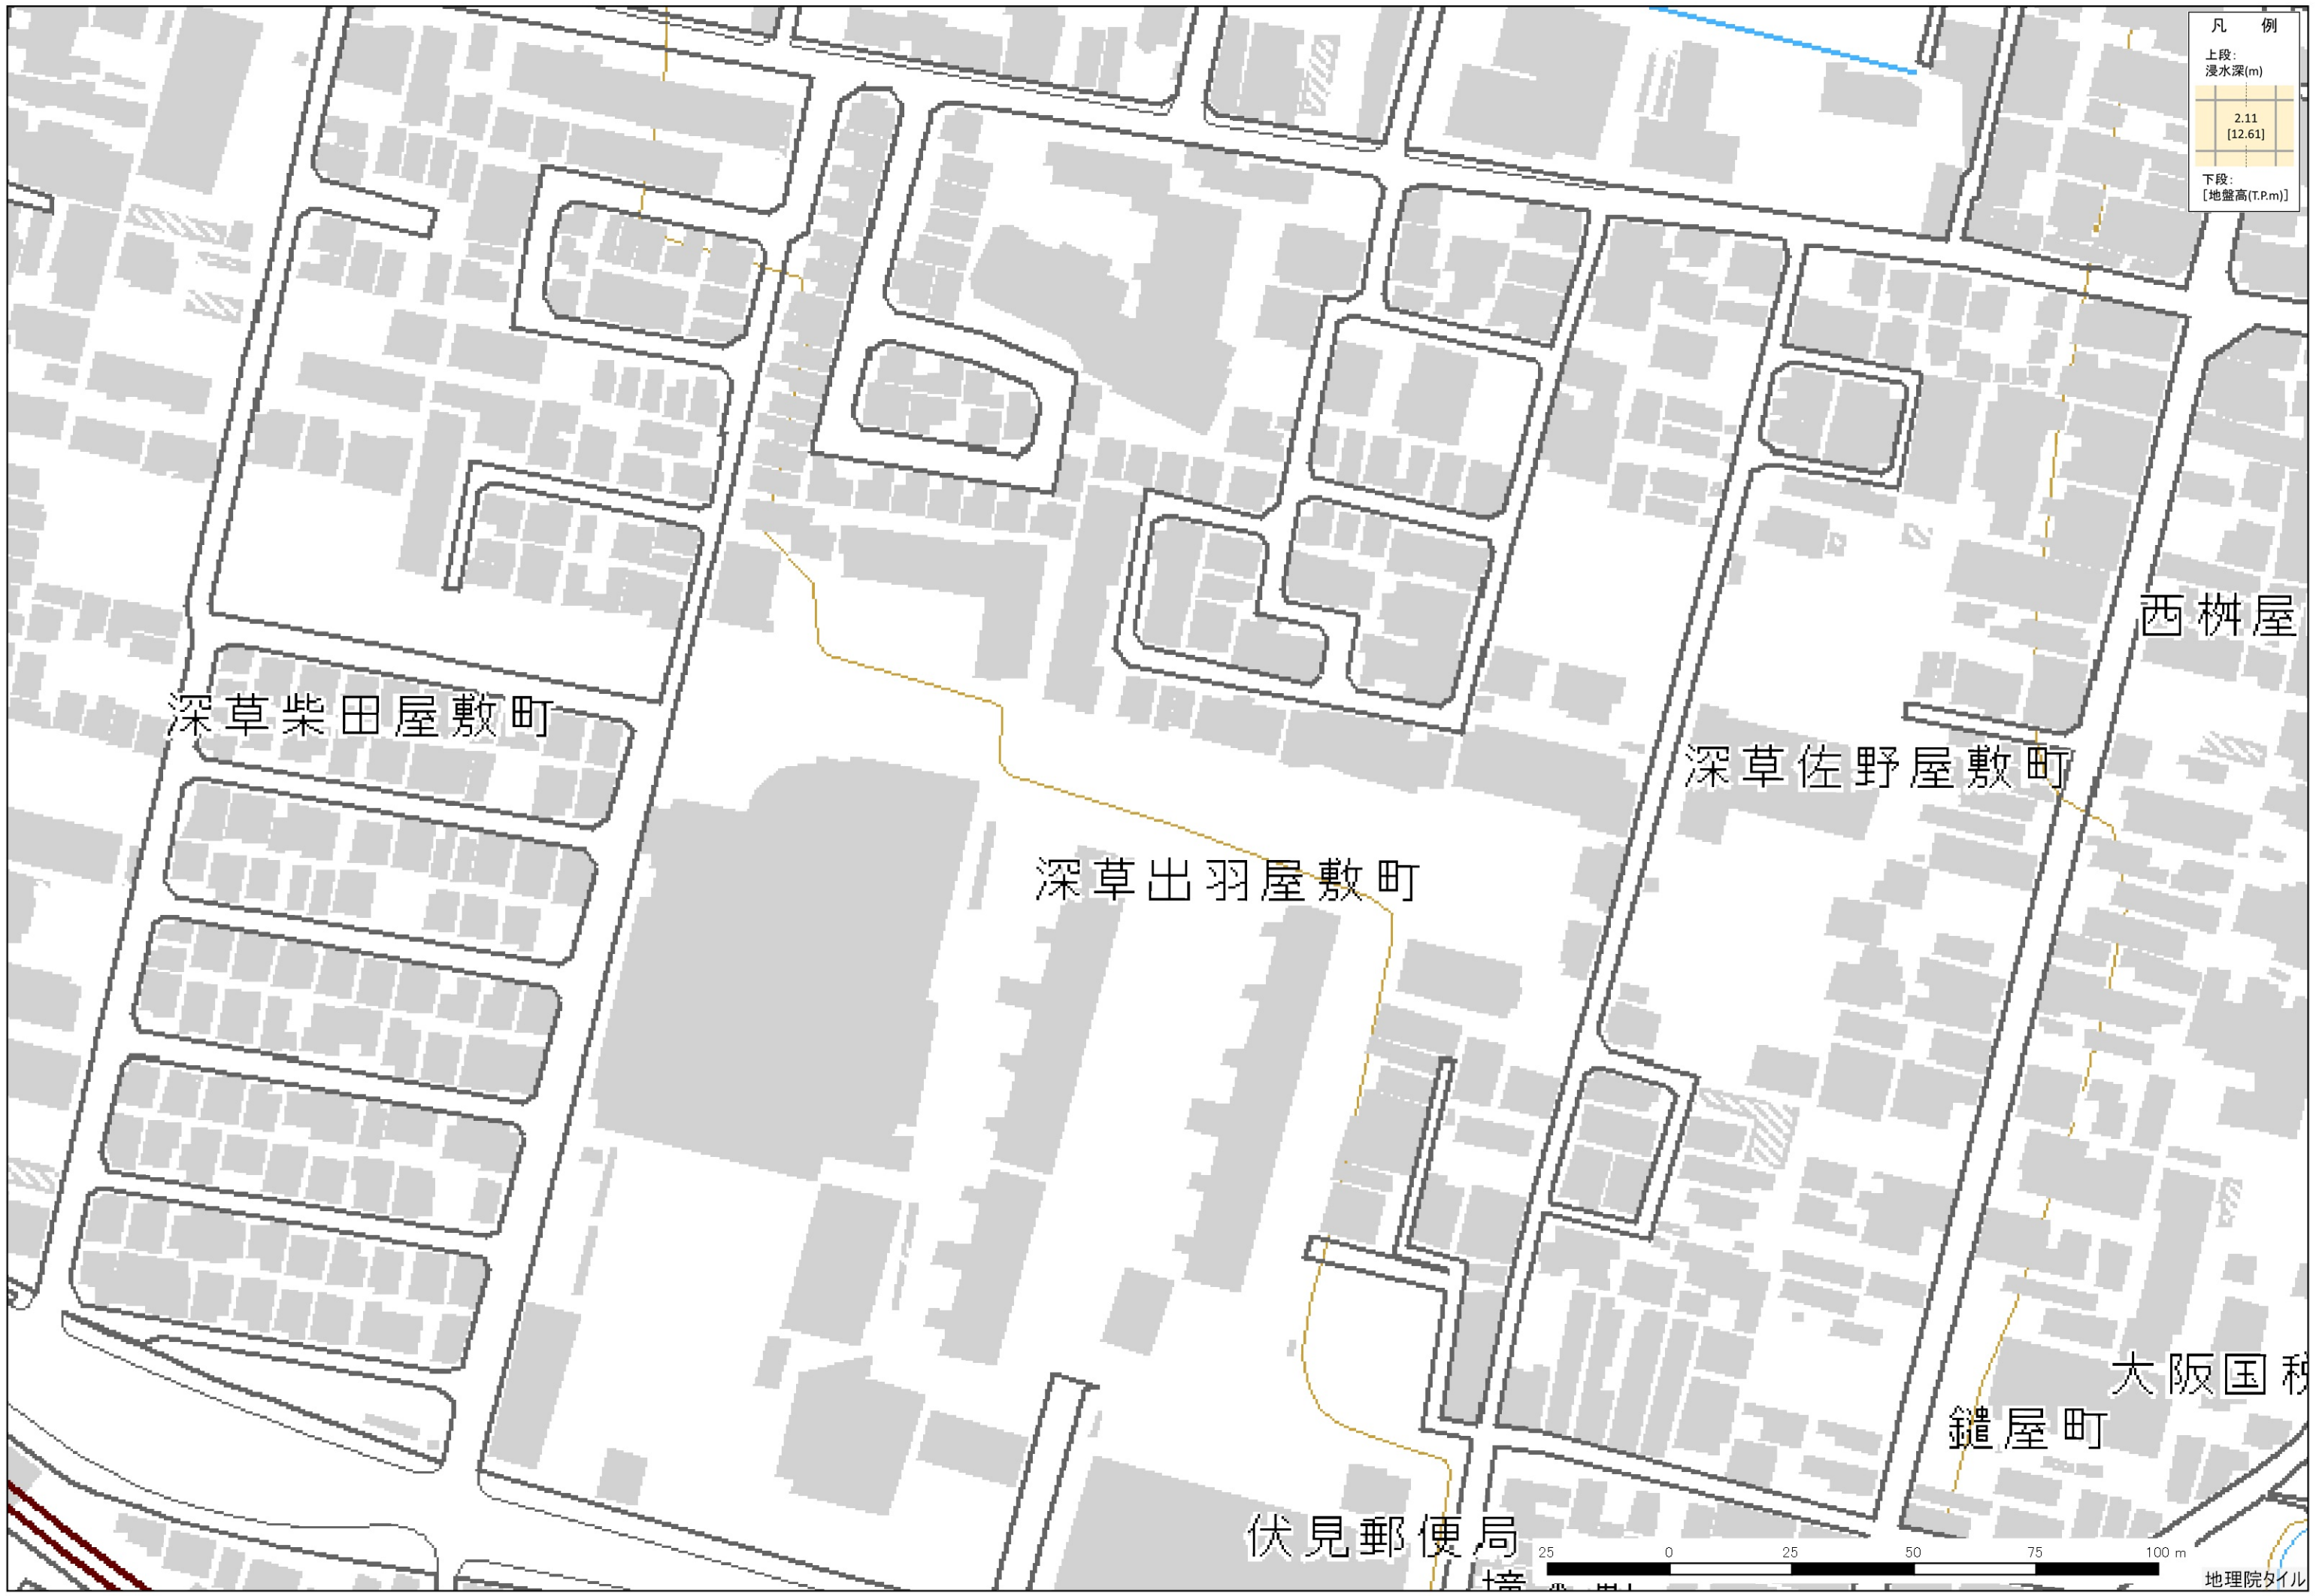 凡 例
上段:
浸水深(m)
2.11
[12.61]
下段:
[地盤高(T.P.m)]
西桝屋
深草柴田屋敷町
深草佐野屋敷町
深草出羽屋敷町
大阪国税
鑓屋町
伏見郵便局
25 0 25 50 75 100 m
地理院タイル